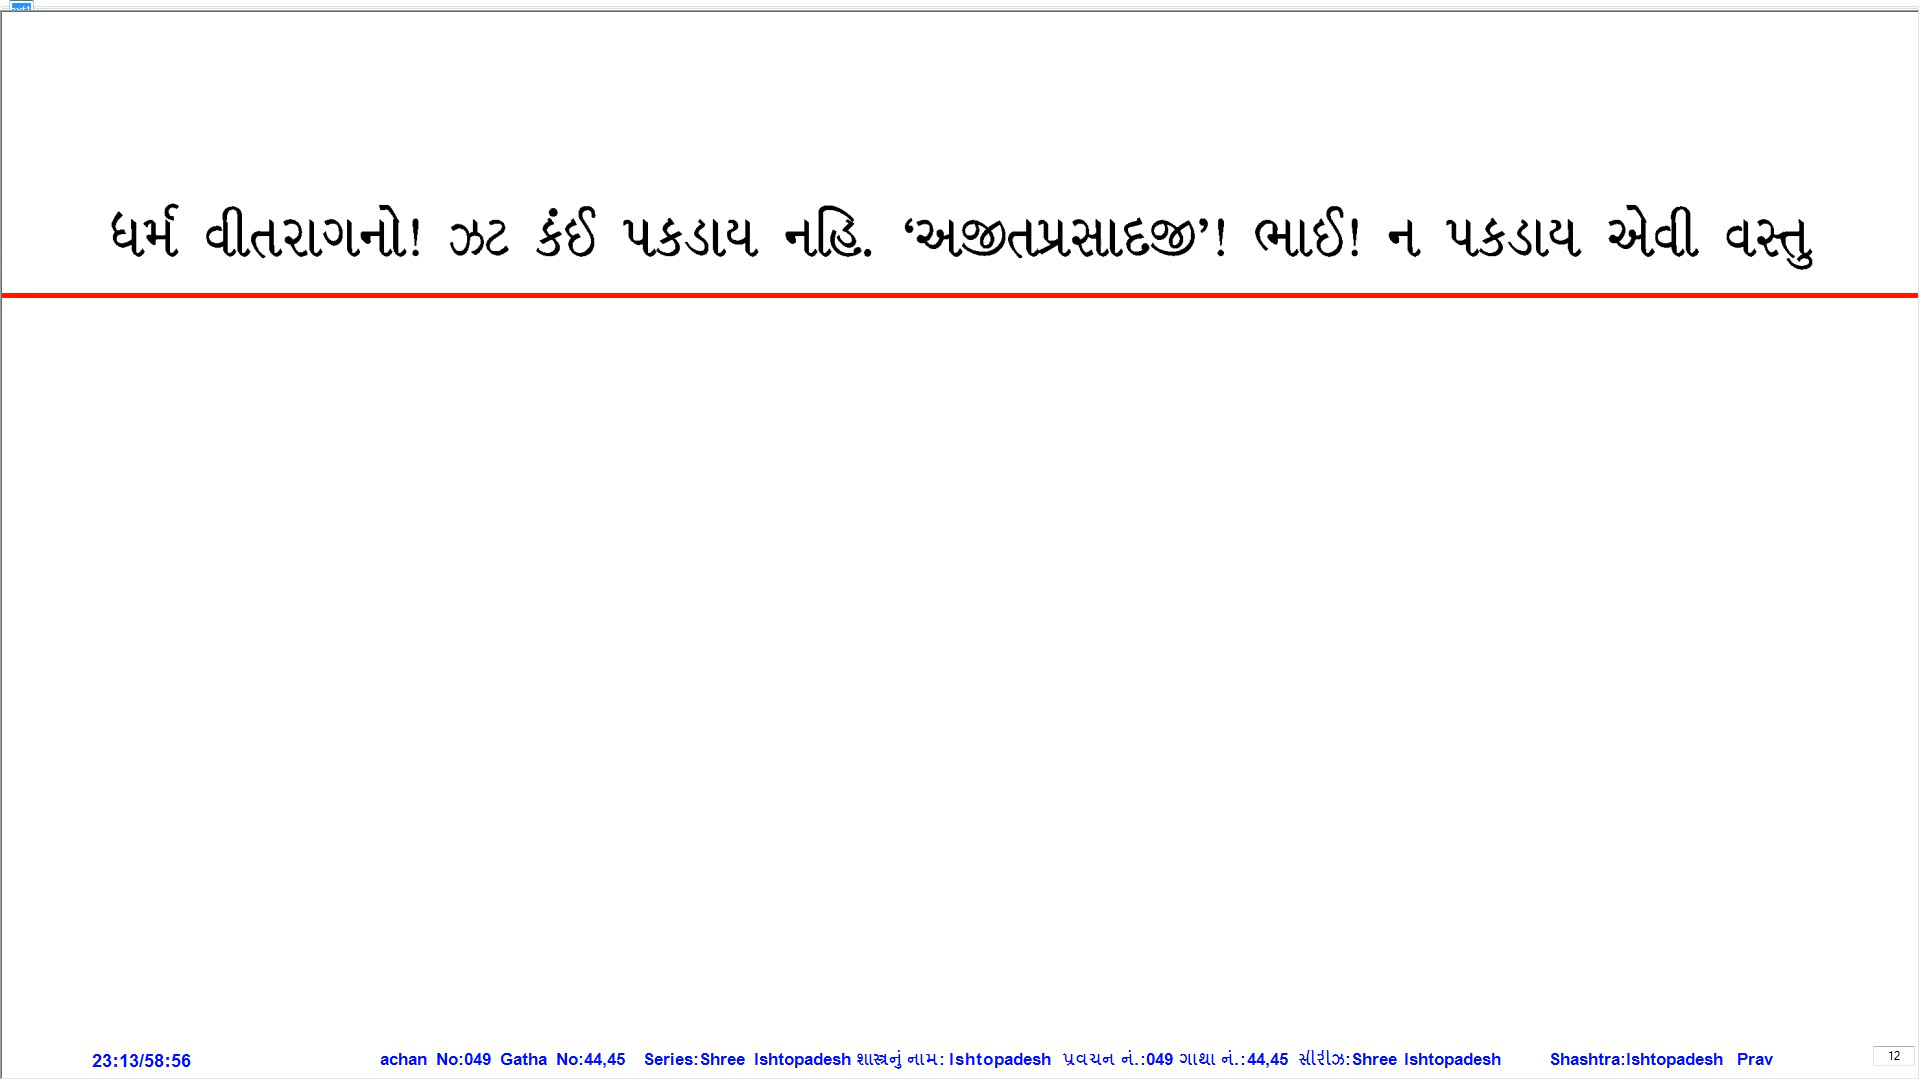 ધર્મ વીતરાગનો! ઝટ કંઈ પકડાય નહિ. ‘અજીતપ્રસાદજી’! ભાઈ! ન પકડાય એવી વસ્તુ
23:13/58:56 achan No:049 Gatha No:44,45 Series:Shree Ishtopadesh શાસ્ત્રનું નામ: Ishtopadesh પ્રવચન નં.:049 ગાથા નં.:44,45 સીરીઝ:Shree Ishtopadesh Shashtra:Ishtopadesh Prav 12